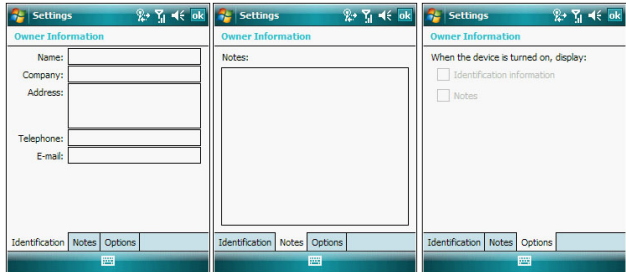 Settings ok
Owner Information
Name:
Company:
Address:
Telephone:
E-mail:
Identification Notes Options
Settings ok
Owner Information
Notes:
Identification Notes Options
Settings ok
Owner Information
When the device is turned on, display:
Identification information
Notes
Identification Notes Options